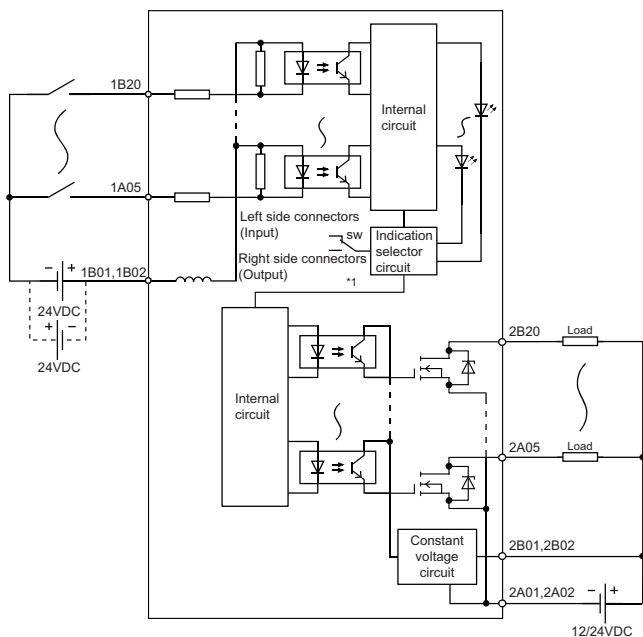 1B20
Internal
circuit
1A05
Left side connectors
(Input)
SW
Right side connectors
(Output)
Indication
selector
circuit
− +
1B01,1B02
24VDC
+ −
24VDC
*1
2B20
Load
Internal
circuit
2A05
Load
Constant
voltage
circuit
2B01,2B02
2A01,2A02
− +
12/24VDC